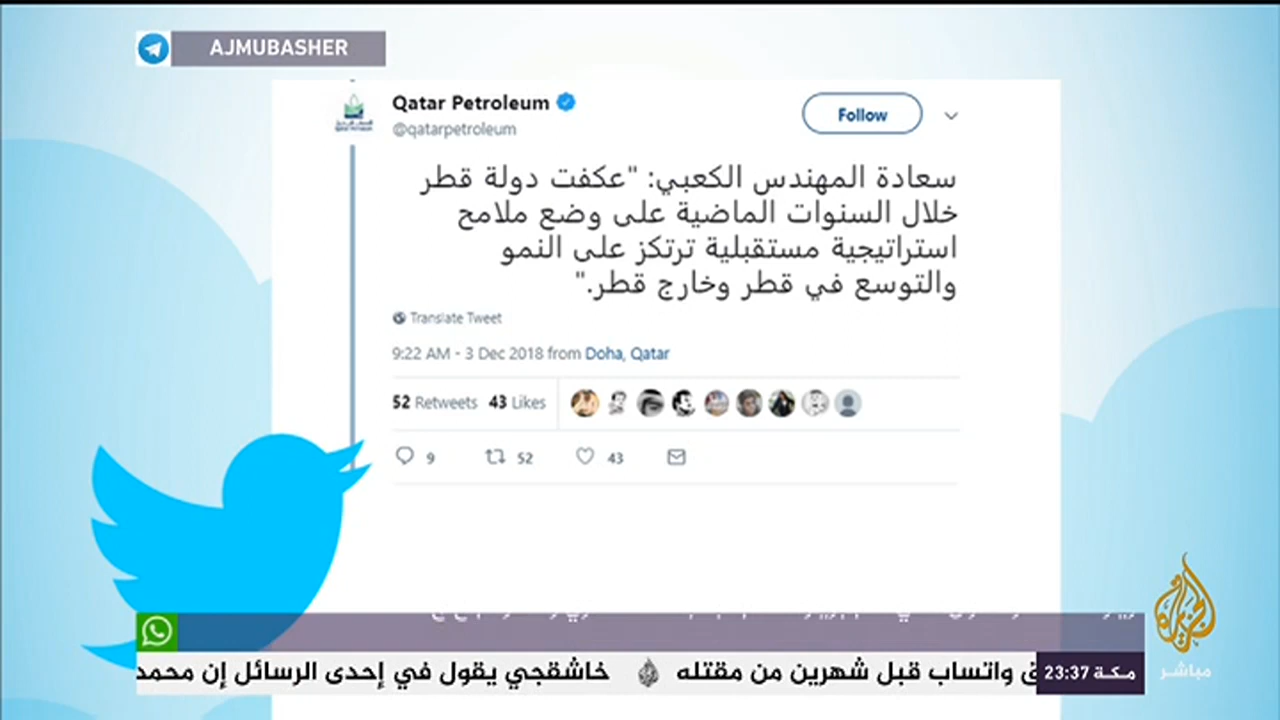 AJMUBASHER
Qatar Petroleum
@qatarpetroleum
Follow
سعادة المهندس الكعبي: "عكفت دولة قطر
خلال السنوات الماضية على وضع ملامح
استراتيجية مستقبلية ترتكز على النمو
والتوسع في قطر وخارج قطر."
Translate Tweet
9:22 AM - 3 Dec 2018 from Doha, Qatar
52 Retweets 43 Likes
9 52 43
مكة 23:37
واتساب قبل شهرين من مقتله
خاشقجي يقول في إحدى الرسائل إن محمد
الجزيرة
مباشر